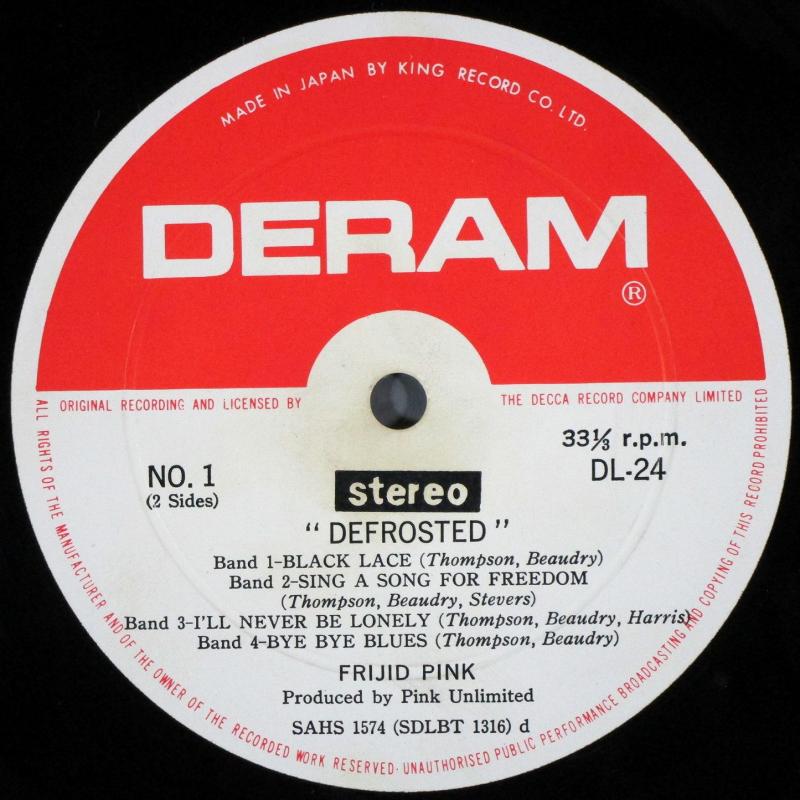 MADE IN JAPAN BY KING RECORD CO. LTD.
DERAM
®
ORIGINAL RECORDING AND LICENSED BY THE DECCA RECORD COMPANY LIMITED
33⅓ r.p.m.
NO. 1
DL-24
(2 Sides)
stereo
“ DEFROSTED ”
Band 1-BLACK LACE (Thompson, Beaudry)
Band 2-SING A SONG FOR FREEDOM
(Thompson, Beaudry, Stevers)
Band 3-I'LL NEVER BE LONELY (Thompson, Beaudry, Harris)
Band 4-BYE BYE BLUES (Thompson, Beaudry)
FRIJID PINK
Produced by Pink Unlimited
SAHS 1574 (SDLBT 1316) d
ALL RIGHTS OF THE MANUFACTURER AND OF THE OWNER OF THE RECORDED WORK RESERVED· UNAUTHORISED PUBLIC PERFORMANCE BROADCASTING AND COPYING OF THIS RECORD PROHIBITED